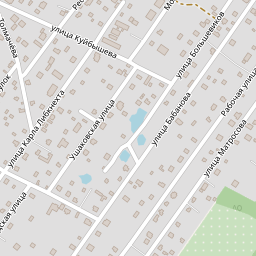 Толмачёва
улица Куйбышева
улица Большевиков
улица Карла Либкнехта
Ушаковская улица
улица Бабанова
Рабочая улица
улица Матросова